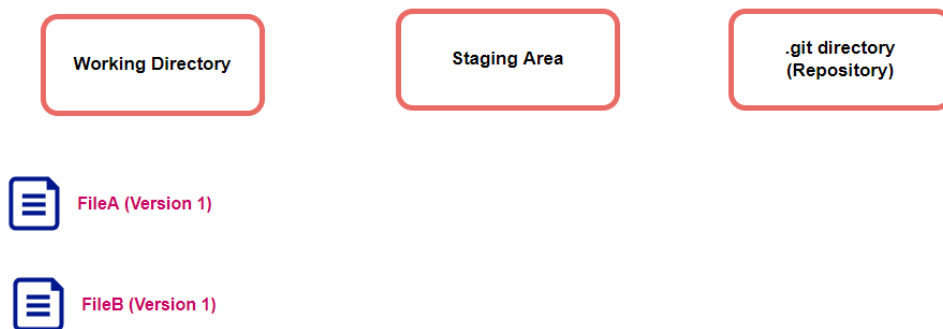 Working Directory
Staging Area
.git directory
(Repository)
FileA (Version 1)
FileB (Version 1)